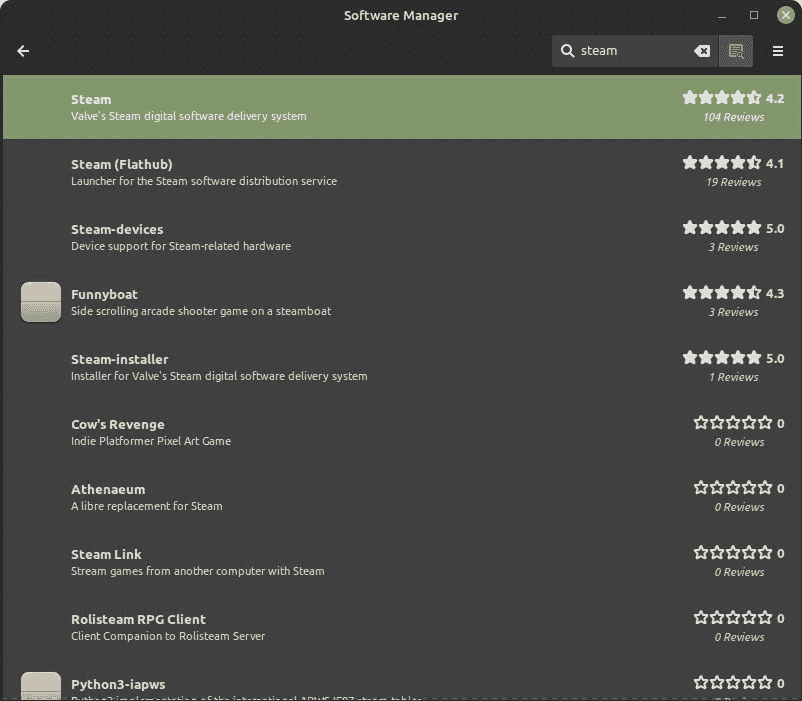 Software Manager
steam
Steam
Valve's Steam digital software delivery system
4.2
104 Reviews
Steam (Flathub)
Launcher for the Steam software distribution service
4.1
19 Reviews
Steam-devices
Device support for Steam-related hardware
5.0
3 Reviews
Funnyboat
Side scrolling arcade shooter game on a steamboat
4.3
3 Reviews
Steam-installer
Installer for Valve's Steam digital software delivery system
5.0
1 Reviews
Cow's Revenge
Indie Platformer Pixel Art Game
0
0 Reviews
Athenaeum
A libre replacement for Steam
0
0 Reviews
Steam Link
Stream games from another computer with Steam
0
0 Reviews
Rolisteam RPG Client
Client Companion to Rolisteam Server
0
0 Reviews
Python3-iapws
Python3 implementation of the international
0